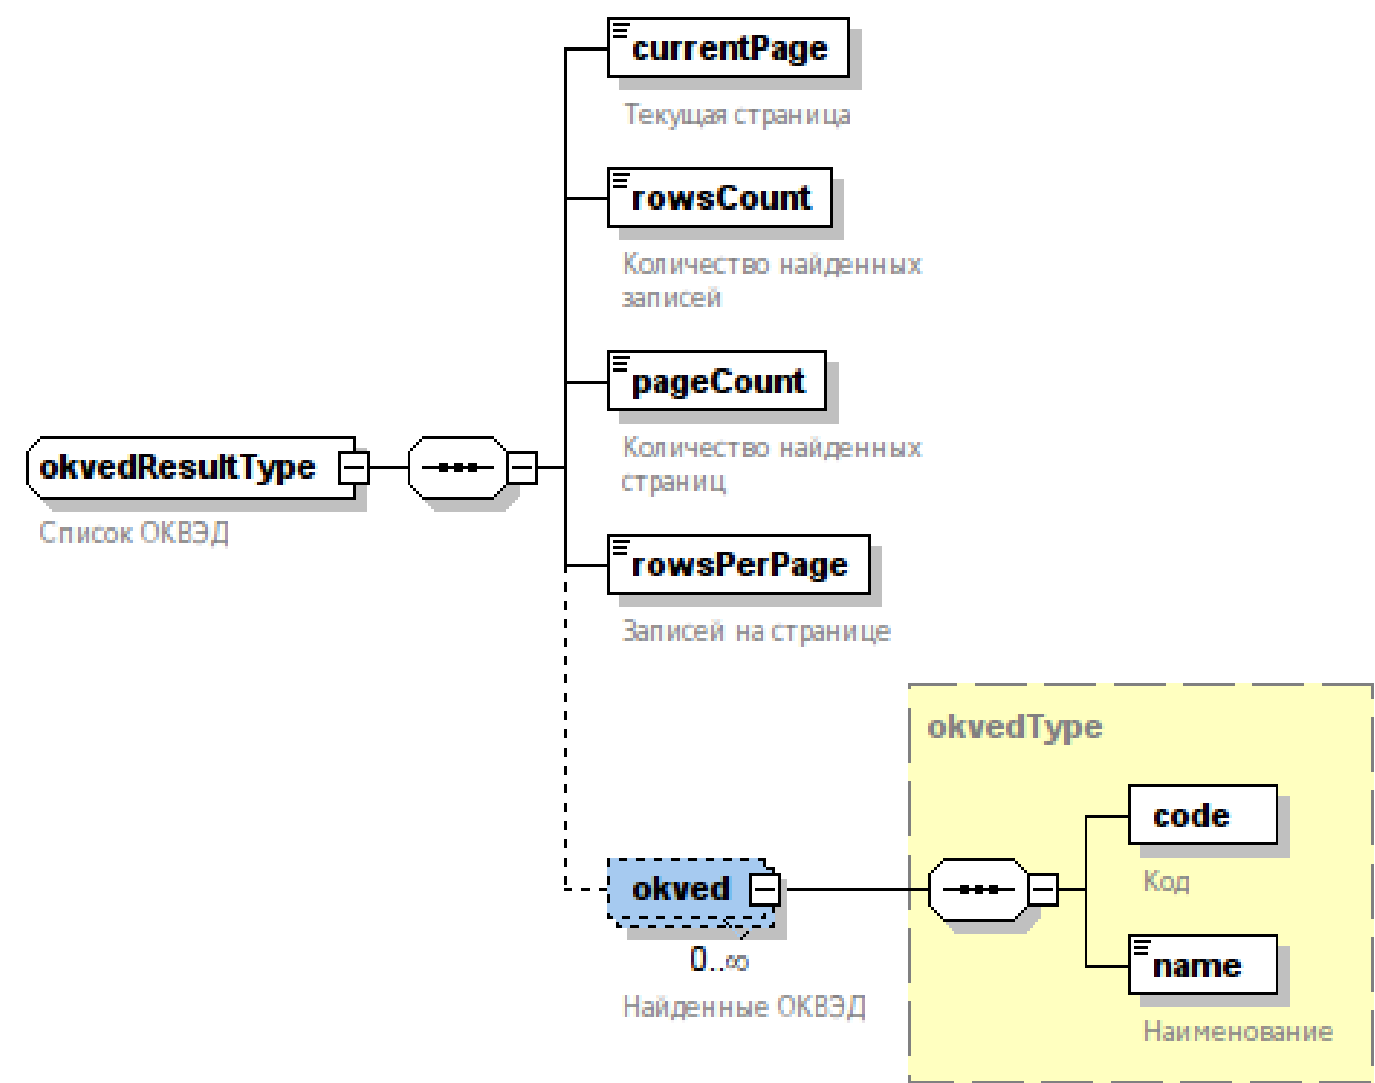 currentPage
Текущая страница
rowsCount
Количество найденных
записей
pageCount
Количество найденных
страниц
okvedResultType
Список ОКВЭД
rowsPerPage
Записей на странице
okvedType
code
Код
okved
0..∞
Найденные ОКВЭД
name
Наименование